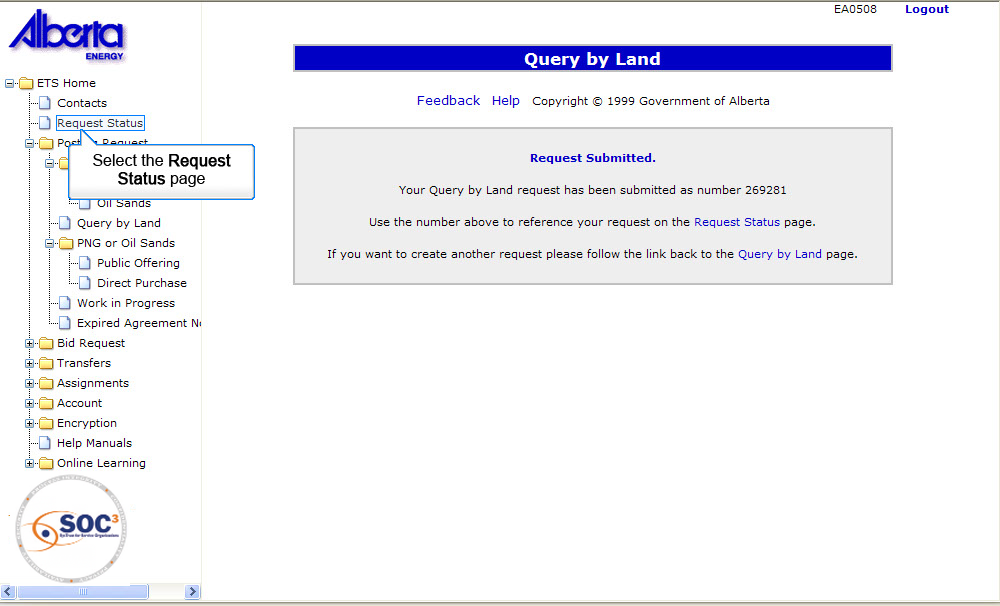 EA0508 Logout
Alberta
ENERGY
Query by Land
Feedback Help Copyright © 1999 Government of Alberta
ETS Home
Contacts
Request Status
Request
Select the Request
Status page
Oil Sands
Query by Land
PNG or Oil Sands
Public Offering
Direct Purchase
Work in Progress
Expired Agreement
Bid Request
Transfers
Assignments
Account
Encryption
Help Manuals
Online Learning
SOC3
SysTrust for Service Organizations
Request Submitted.
Your Query by Land request has been submitted as number 269281
Use the number above to reference your request on the Request Status page.
If you want to create another request please follow the link back to the Query by Land page.